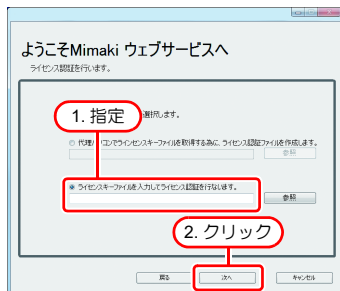 ようこそMimaki ウェブサービスへ
ライセンス認証を行います。
1. 指定
選択します。
コンでラインセンスキーファイルを取得する為に、ライセンス認証ファイルを作成します。
参照
ライセンスキーファイルを入力してライセンス認証を行ないます。
参照
2. クリック
戻る
次へ
キャンセル